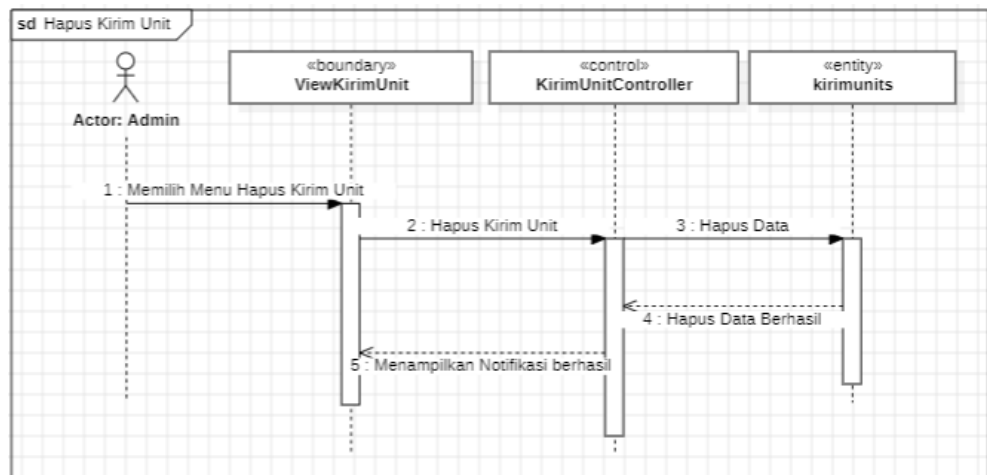 sd Hapus Kirim Unit
«boundary»
ViewKirimUnit
«control»
KirimUnitController
«entity»
kirimunits
Actor: Admin
1 : Memilih Menu Hapus Kirim Unit
2 : Hapus Kirim Unit
3 : Hapus Data
4 : Hapus Data Berhasil
5 : Menampilkan Notifikasi berhasil